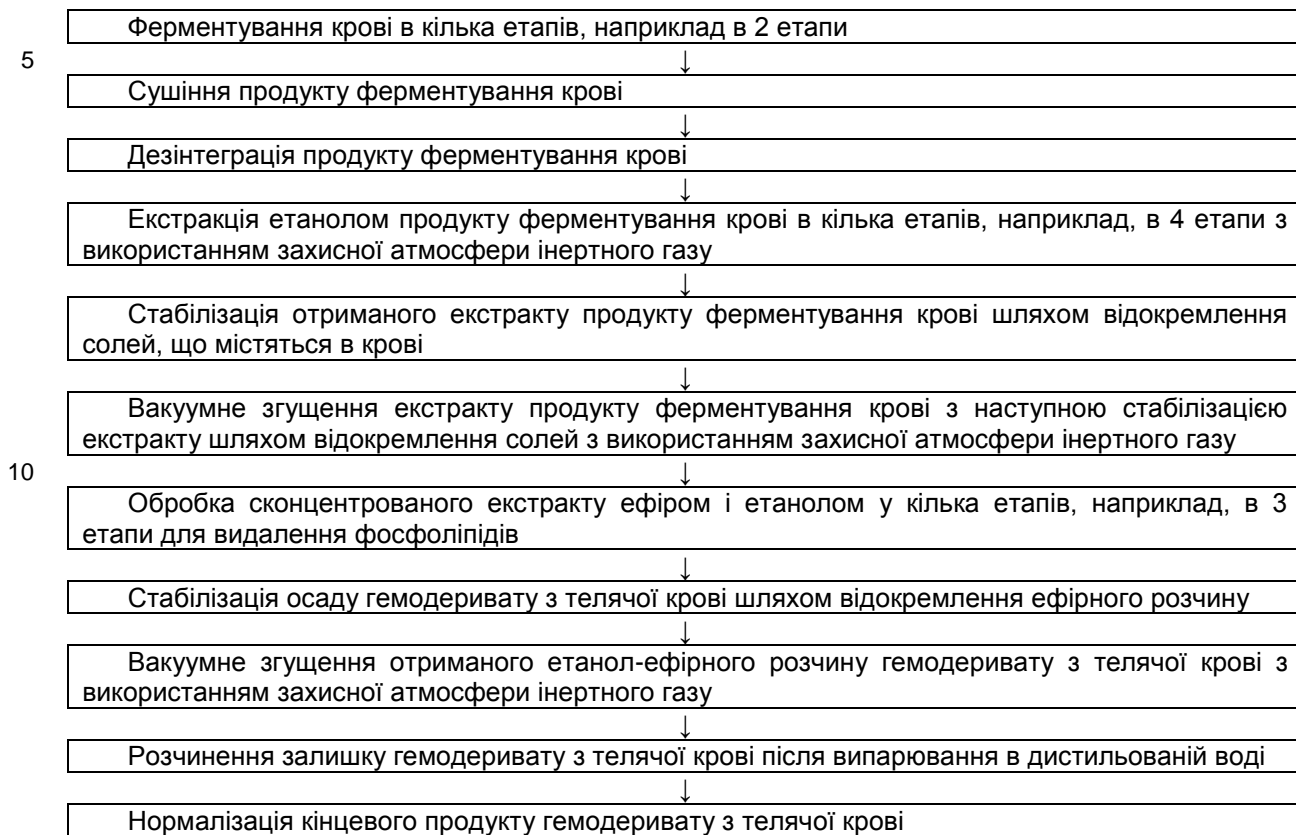 Ферментування крові в кілька етапів, наприклад в 2 етапи
5
↓
Сушіння продукту ферментування крові
↓
Дезінтеграція продукту ферментування крові
↓
Екстракція етанолом продукту ферментування крові в кілька етапів, наприклад, в 4 етапи з
використанням захисної атмосфери інертного газу
↓
Стабілізація отриманого екстракту продукту ферментування крові шляхом відокремлення
солей, що містяться в крові
↓
Вакуумне згущення екстракту продукту ферментування крові з наступною стабілізацією
екстракту шляхом відокремлення солей з використанням захисної атмосфери інертного газу
10
↓
Обробка сконцентрованого екстракту ефіром і етанолом у кілька етапів, наприклад, в 3
етапи для видалення фосфоліпідів
↓
Стабілізація осаду гемодеривату з телячої крові шляхом відокремлення ефірного розчину
↓
Вакуумне згущення отриманого етанол-ефірного розчину гемодеривату з телячої крові з
використанням захисної атмосфери інертного газу
↓
Розчинення залишку гемодеривату з телячої крові після випарювання в дистильованій воді
↓
Нормалізація кінцевого продукту гемодеривату з телячої крові